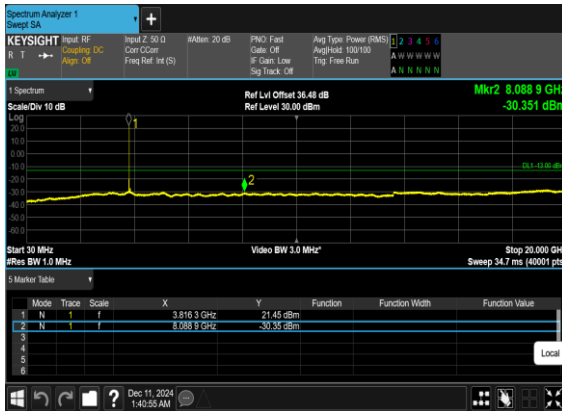 Spectrum Analyzer 1
Swept SA
+
KEYSIGHT Input: RF Input Z: 50 Ω #Atten: 20 dB PNO: Fast Avg Type: Power (RMS) 1 2 3 4 5 6
R T Coupling: DC Corr CCorr Gate: Off Avg|Hold: 100/100 A W W W W W
Align: Off Freq Ref: Int (S) IF Gain: Low Trig: Free Run
Sig Track: Off A N N N N N
1 Spectrum Ref Lvl Offset 36.48 dB Mkr2 8.088 9 GHz
Scale/Div 10 dB Ref Level 30.00 dBm -30.351 dBm
Log
20.0
10.0
0.00
-10.0
-20.0
-30.0
-40.0
-50.0
-60.0
1
2
DL1 -13.00 dBm
Start 30 MHz Video BW 3.0 MHz* Stop 20.000 GHz
#Res BW 1.0 MHz Sweep 34.7 ms (40001 pts)
5 Marker Table
Mode Trace Scale X Y Function Function Width Function Value
1 N 1 f 3.816 3 GHz 21.45 dBm
2 N 1 f 8.088 9 GHz -30.35 dBm
3
4
5
6
Local
? Dec 11, 2024
1:40:55 AM